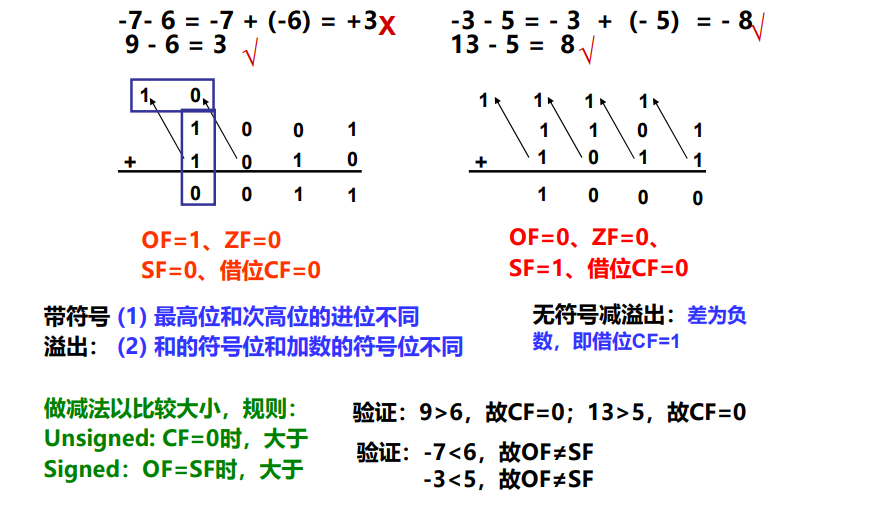 -7- 6 = -7 + (-6) = +3X
9 - 6 = 3 √
-3 - 5 = - 3 + (- 5) = - 8√
13 - 5 = 8 √
1 0
1 0 0 1
+ 1 0 1 0
0 0 1 1
1 1 1 1
1 1 0 1
+ 1 0 1 1
1 0 0 0
OF=1、ZF=0
SF=0、借位CF=0
OF=0、ZF=0、
SF=1、借位CF=0
带符号 (1) 最高位和次高位的进位不同
溢出： (2) 和的符号位和加数的符号位不同
无符号减溢出：差为负
数，即借位CF=1
做减法以比较大小，规则：
Unsigned: CF=0时，大于
Signed：OF=SF时，大于
验证：9>6，故CF=0；13>5，故CF=0
验证：-7<6，故OF≠SF
-3<5，故OF≠SF